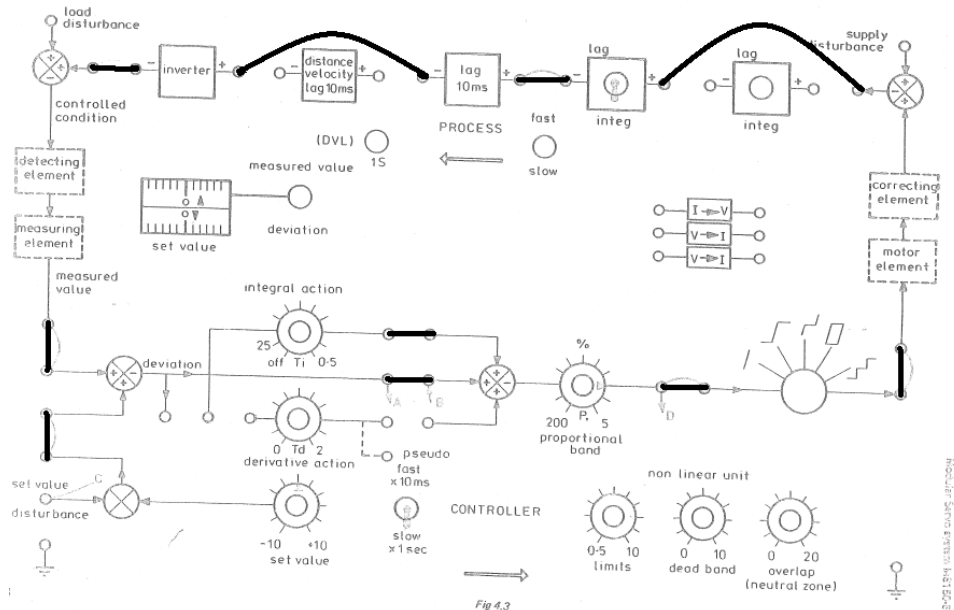 load
disturbance
inverter
distance
velocity
lag 10ms
lag
10ms
lag
integ
lag
integ
supply
disturbance
controlled
condition
(DVL)
1S
PROCESS
fast
slow
detecting
element
measured value
deviation
set value
measuring
element
I→V
V→I
V→I
correcting
element
motor
element
measured
value
integral action
25
off Ti 0·5
deviation
A
B
%
200 P. 5
proportional
band
D
0 Td 2
derivative action
pseudo
fast
x10ms
slow
x1sec
set value
C
disturbance
-10 +10
set value
CONTROLLER
non linear unit
0·5 10
limits
0 10
dead band
0 20
overlap
(neutral zone)
Fig 4.3